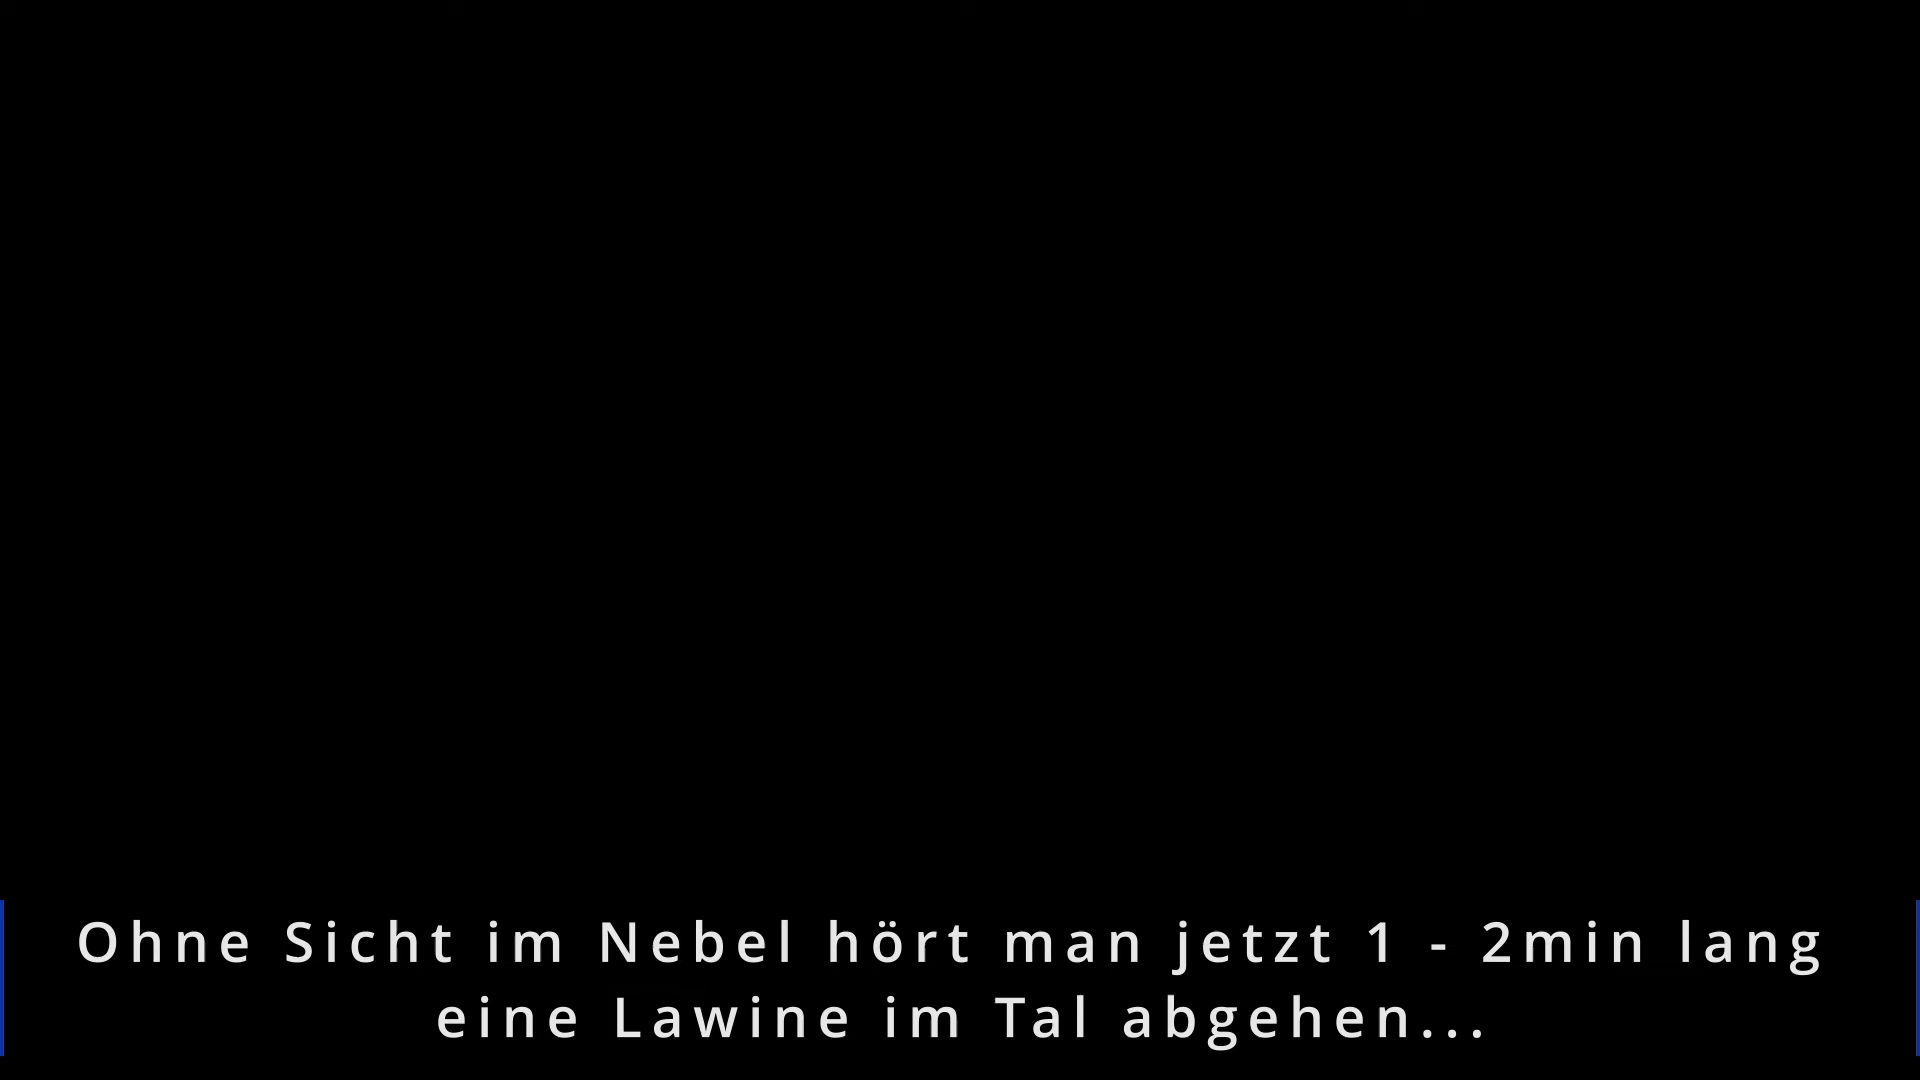 Ohne Sicht im Nebel hört man jetzt 1 - 2min lang
eine Lawine im Tal abgehen...